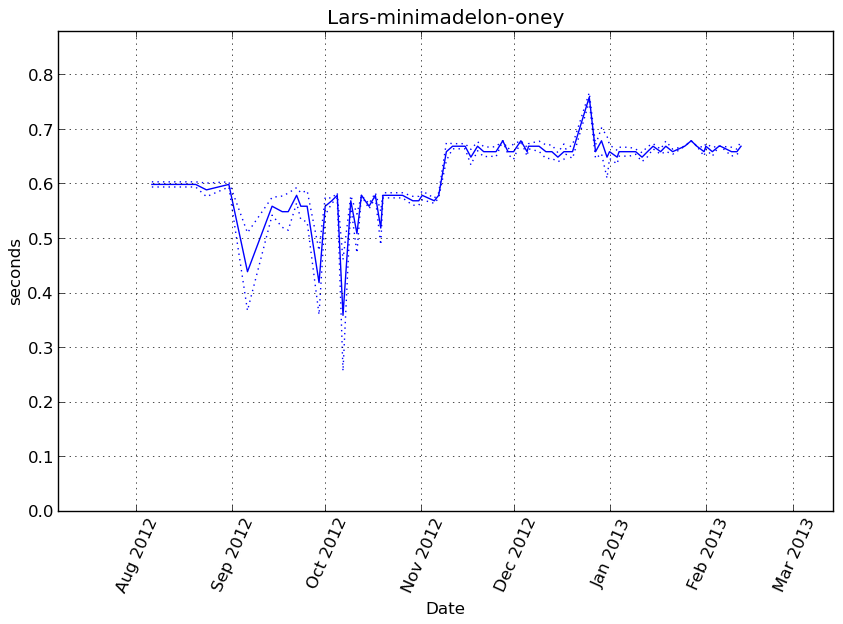 Lars-minimadelon-oney
0.8
0.7
0.6
0.5
0.4
0.3
0.2
0.1
0.0
seconds
Aug 2012
Sep 2012
Oct 2012
Nov 2012
Dec 2012
Jan 2013
Feb 2013
Mar 2013
Date